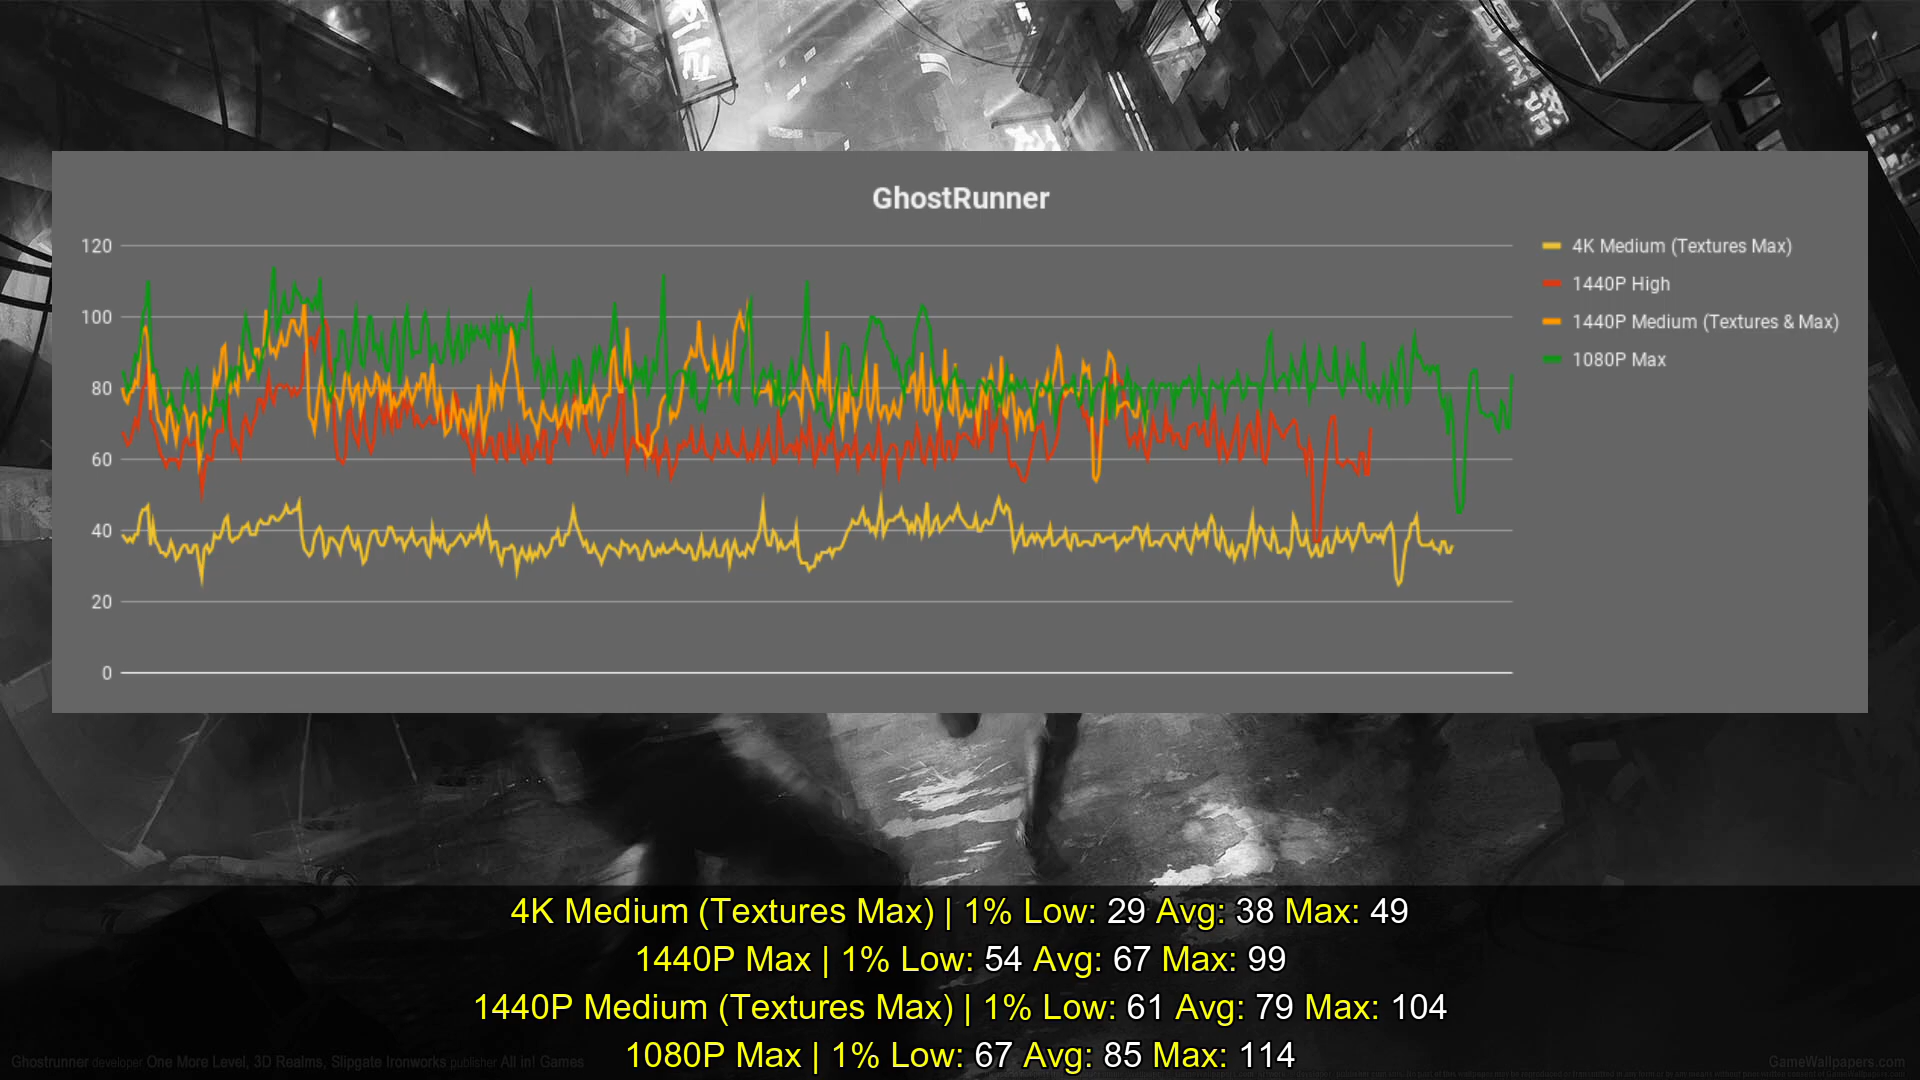 GhostRunner
120
100
80
60
40
20
0
4K Medium (Textures Max)
1440P High
1440P Medium (Textures & Max)
1080P Max
4K Medium (Textures Max) | 1% Low: 29 Avg: 38 Max: 49
1440P Max | 1% Low: 54 Avg: 67 Max: 99
1440P Medium (Textures Max) | 1% Low: 61 Avg: 79 Max: 104
1080P Max | 1% Low: 67 Avg: 85 Max: 114
Ghostrunner developer One More Level, 3D Realms, Slipgate Ironworks publisher All in! Games
GameWallpapers.com